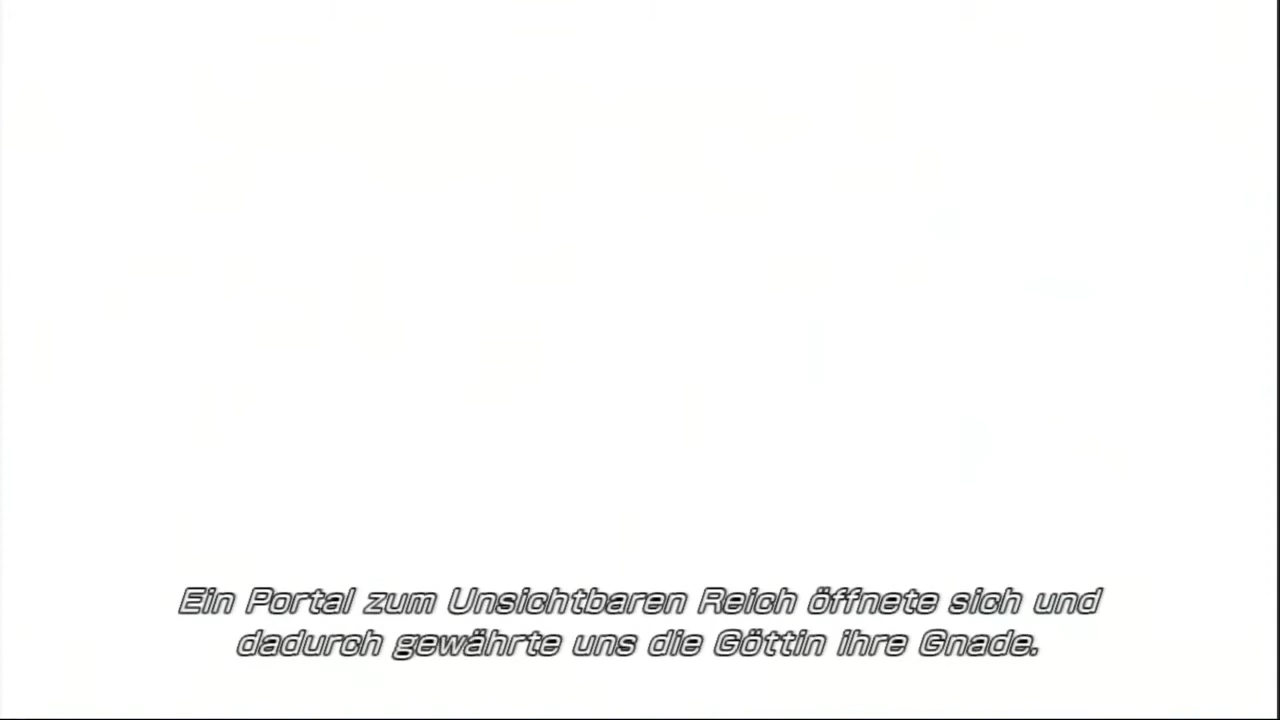 Ein Portal zum Unsichtbaren Reich öffnete sich und
dadurch gewährte uns die Göttin ihre Gnade.